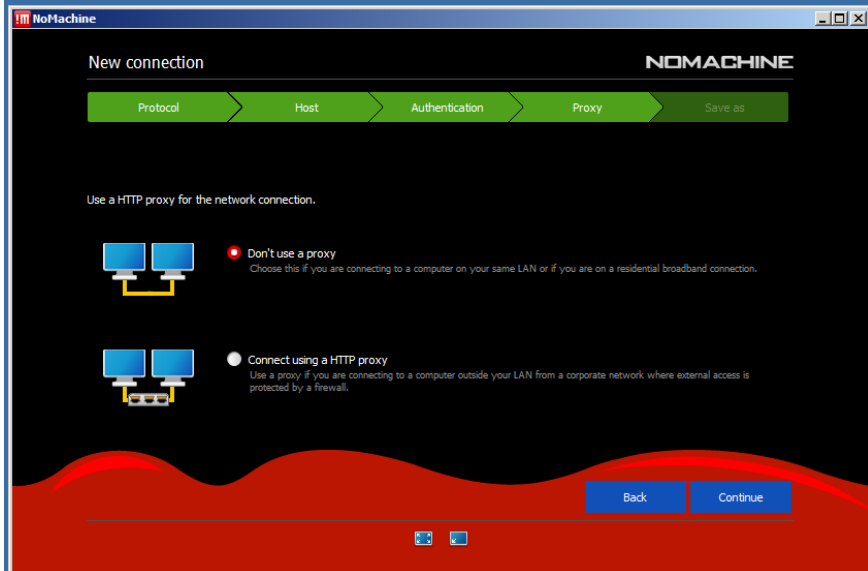 NoMachine
New connection
NOMACHINE
Protocol Host Authentication Proxy Save as
Use a HTTP proxy for the network connection.
Don't use a proxy
Choose this if you are connecting to a computer on your same LAN or if you are on a residential broadband connection.
Connect using a HTTP proxy
Use a proxy if you are connecting to a computer outside your LAN from a corporate network where external access is
protected by a firewall.
Back Continue